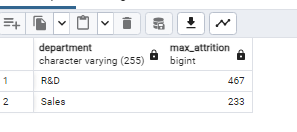 department
character varying (255)
max_attrition
bigint
1 R&D 467
2 Sales 233